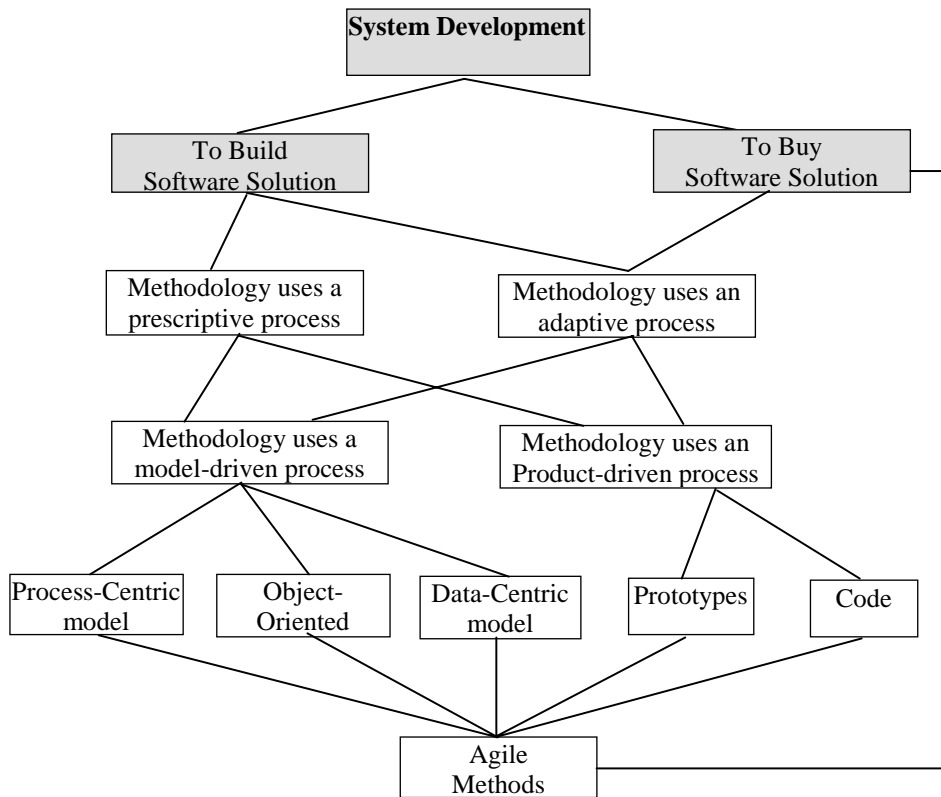 System Development
To Build
Software Solution
To Buy
Software Solution
Methodology uses a
prescriptive process
Methodology uses an
adaptive process
Methodology uses a
model-driven process
Methodology uses an
Product-driven process
Process-Centric
model
Object-
Oriented
Data-Centric
model
Prototypes
Code
Agile
Methods